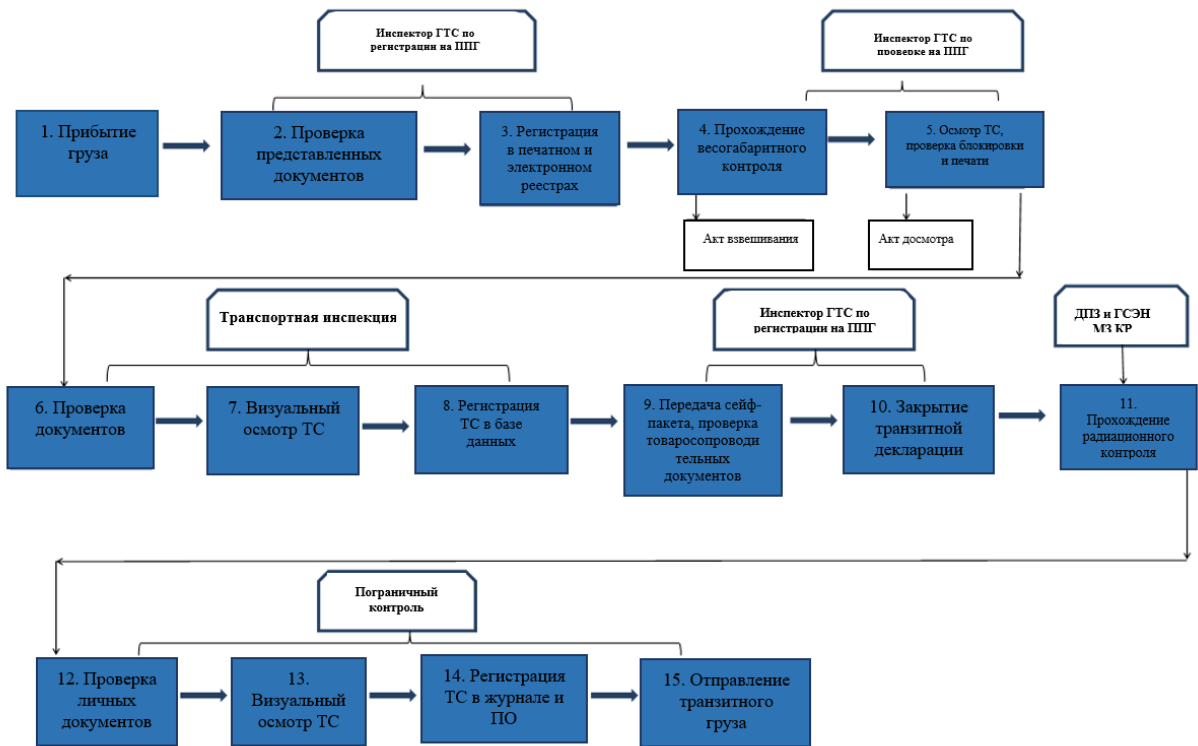 Инспектор ГТС по
регистрации на ППГ
Инспектор ГТС по
проверке на ППГ
1. Прибытие
груза
2. Проверка
представленных
документов
3. Регистрация
в печатном и
электронном
реестрах
4. Прохождение
весогабаритного
контроля
5. Осмотр ТС,
проверка блокировки
и печати
Акт взвешивания
Акт досмотра
Транспортная инспекция
Инспектор ГТС по
регистрации на ППГ
ДПЗ и ГСЭН
МЗ КР
6. Проверка
документов
7. Визуальный
осмотр ТС
8. Регистрация
ТС в базе
данных
9. Передача сейф-
пакета, проверка
товаросопроводи
тельных
документов
10. Закрытие
транзитной
декларации
11.
Прохождение
радиационного
контроля
Пограничный
контроль
12. Проверка
личных
документов
13.
Визуальный
осмотр ТС
14. Регистрация
ТС в журнале и
ПО
15. Отправление
транзитного
груза